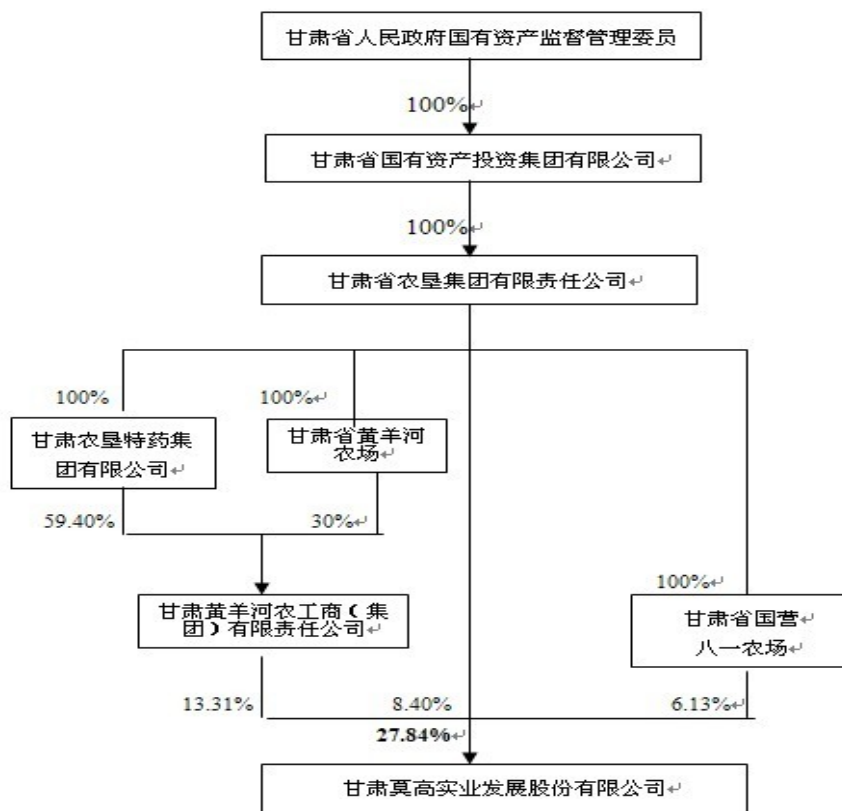 甘肃省人民政府国有资产监督管理委员
100%↵
甘肃省国有资产投资集团有限公司↵
100%↵
甘肃省农垦集团有限责任公司↵
100%
100%↵
甘肃农垦特药集
团有限公司↵
甘肃省黄羊河
农场↵
59.40%
30%↵
100%↵
甘肃黄羊河农工商（集
团）有限责任公司↵
甘肃省国营↵
八一农场↵
13.31%
8.40%
6.13%↵
27.84%↵
甘肃莫高实业发展股份有限公司↵